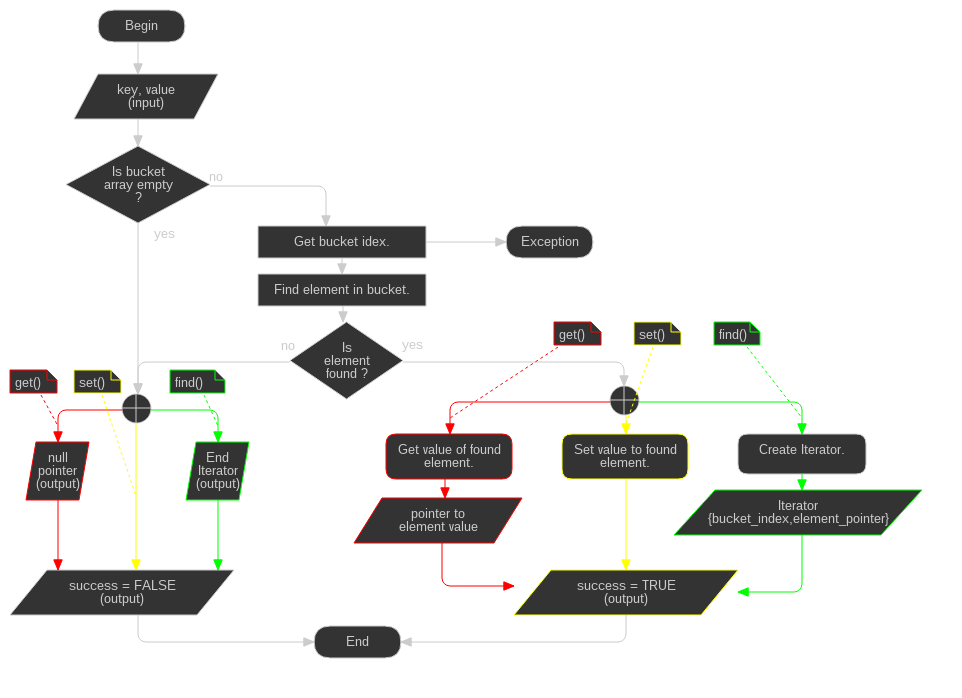 Begin
key, value
(input)
Is bucket
array empty
?
no
yes
Get bucket idex.
Exception
Find element in bucket.
Is
element
found ?
no
yes
get()
set()
find()
get()
set()
find()
null
pointer
(output)
End
Iterator
(output)
Get value of found
element.
Set value to found
element.
Create Iterator.
pointer to
element value
Iterator
{bucket_index,element_pointer}
success = FALSE
(output)
success = TRUE
(output)
End